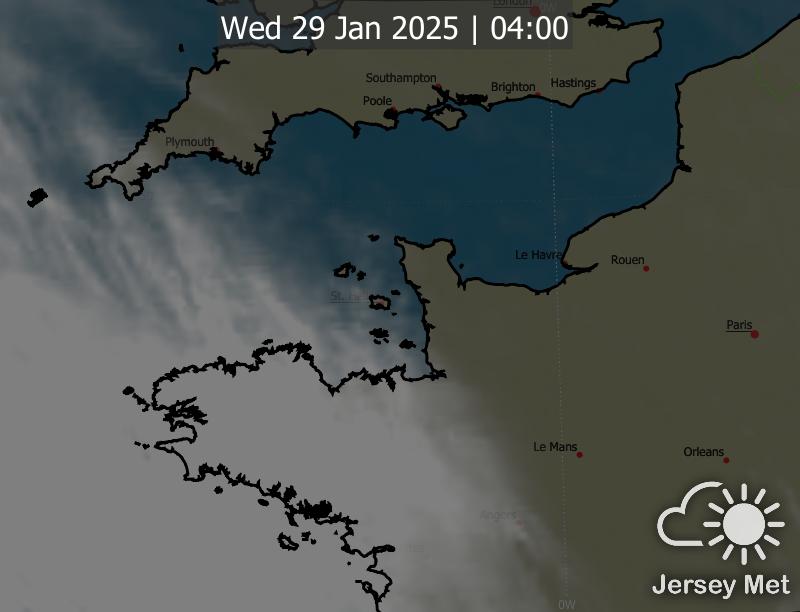 London
0W
Wed 29 Jan 2025 | 04:00
Southampton
Brighton
Hastings
Poole
Plymouth
Le Havre
Rouen
St. Helier
Paris
Le Mans
Orleans
Angers
Jersey Met
0W